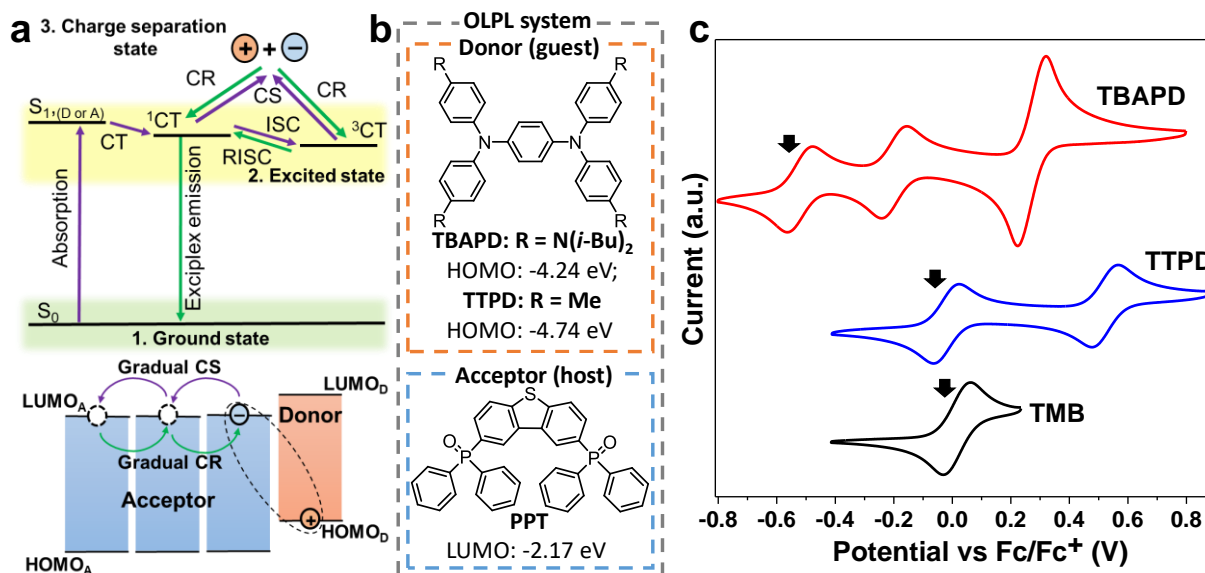 a
3. Charge separation
state
+ + −
CR
CS
CR
S1,(D or A)
CT
¹CT
ISC
RISC
³CT
2. Excited state
Absorption
Exciplex emission
S0
1. Ground state
Gradual CS
LUMOA
LUMOD
−
Donor
Gradual CR
Acceptor
+
HOMOD
HOMOA
b
OLPL system
Donor (guest)
R
R
N
N
R
R
TBAPD: R = N(i-Bu)2
HOMO: -4.24 eV;
TTPD: R = Me
HOMO: -4.74 eV
Acceptor (host)
S
O
O
P
P
PPT
LUMO: -2.17 eV
c
TBAPD
TTPD
TMB
Current (a.u.)
-0.8 -0.6 -0.4 -0.2 0.0 0.2 0.4 0.6 0.8
Potential vs Fc/Fc⁺ (V)